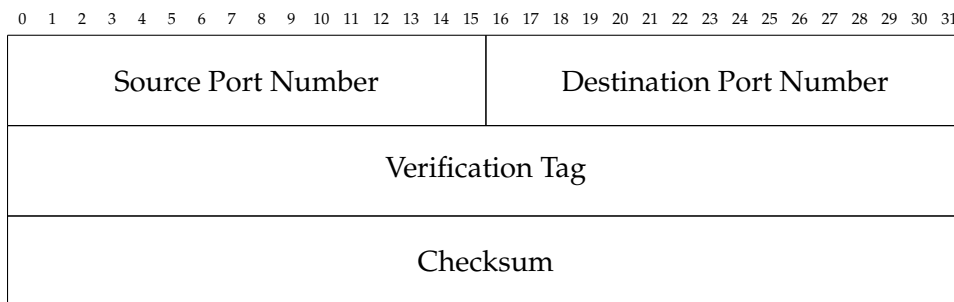 0 1 2 3 4 5 6 7 8 9 10 11 12 13 14 15 16 17 18 19 20 21 22 23 24 25 26 27 28 29 30 31
Source Port Number Destination Port Number
Verification Tag
Checksum